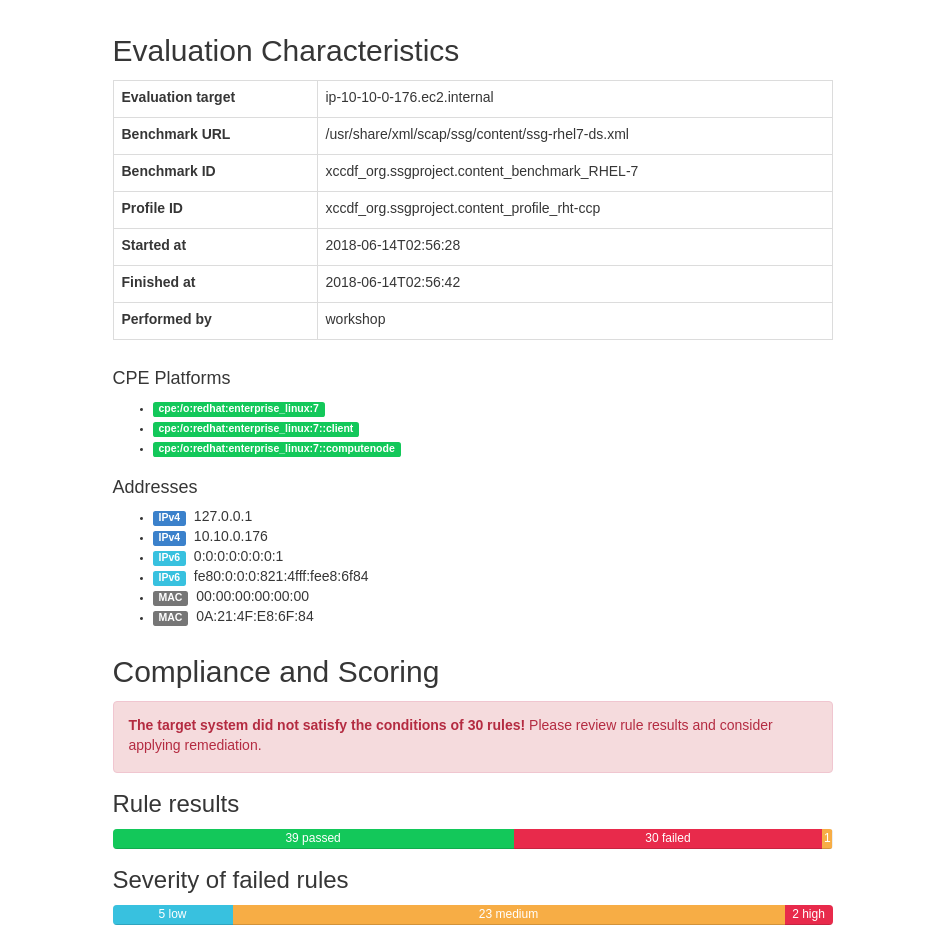 Evaluation Characteristics
Evaluation target ip-10-10-0-176.ec2.internal
Benchmark URL /usr/share/xml/scap/ssg/content/ssg-rhel7-ds.xml
Benchmark ID xccdf_org.ssgproject.content_benchmark_RHEL-7
Profile ID xccdf_org.ssgproject.content_profile_rht-ccp
Started at 2018-06-14T02:56:28
Finished at 2018-06-14T02:56:42
Performed by workshop
CPE Platforms
cpe:/o:redhat:enterprise_linux:7
cpe:/o:redhat:enterprise_linux:7::client
cpe:/o:redhat:enterprise_linux:7::computenode
Addresses
IPv4 127.0.0.1
IPv4 10.10.0.176
IPv6 0:0:0:0:0:0:0:1
IPv6 fe80:0:0:0:821:4fff:fee8:6f84
MAC 00:00:00:00:00:00
MAC 0A:21:4F:E8:6F:84
Compliance and Scoring
The target system did not satisfy the conditions of 30 rules! Please review rule results and consider
applying remediation.
Rule results
39 passed 30 failed 1
Severity of failed rules
5 low 23 medium 2 high